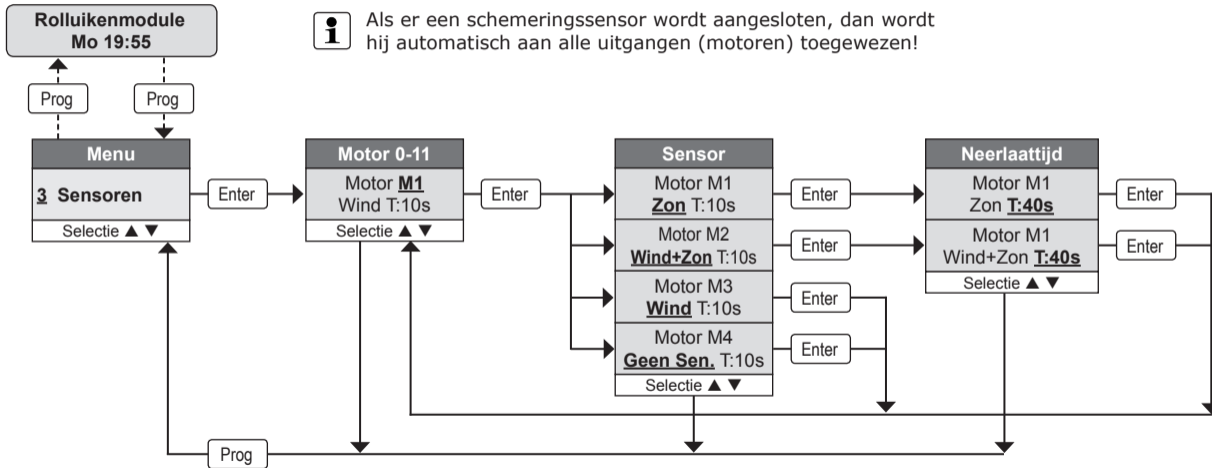 Rolluikenmodule
Mo 19:55
i
Als er een schemeringssensor wordt aangesloten, dan wordt
hij automatisch aan alle uitgangen (motoren) toegewezen!
Prog
Prog
Menu
3 Sensoren
Selectie ▲ ▼
Enter
Motor 0-11
Motor M1
Wind T:10s
Selectie ▲ ▼
Enter
Sensor
Motor M1
Zon T:10s
Motor M2
Wind+Zon T:10s
Motor M3
Wind T:10s
Motor M4
Geen Sen. T:10s
Selectie ▲ ▼
Enter
Enter
Enter
Enter
Neerlaattijd
Motor M1
Zon T:40s
Motor M1
Wind+Zon T:40s
Selectie ▲ ▼
Enter
Enter
Prog